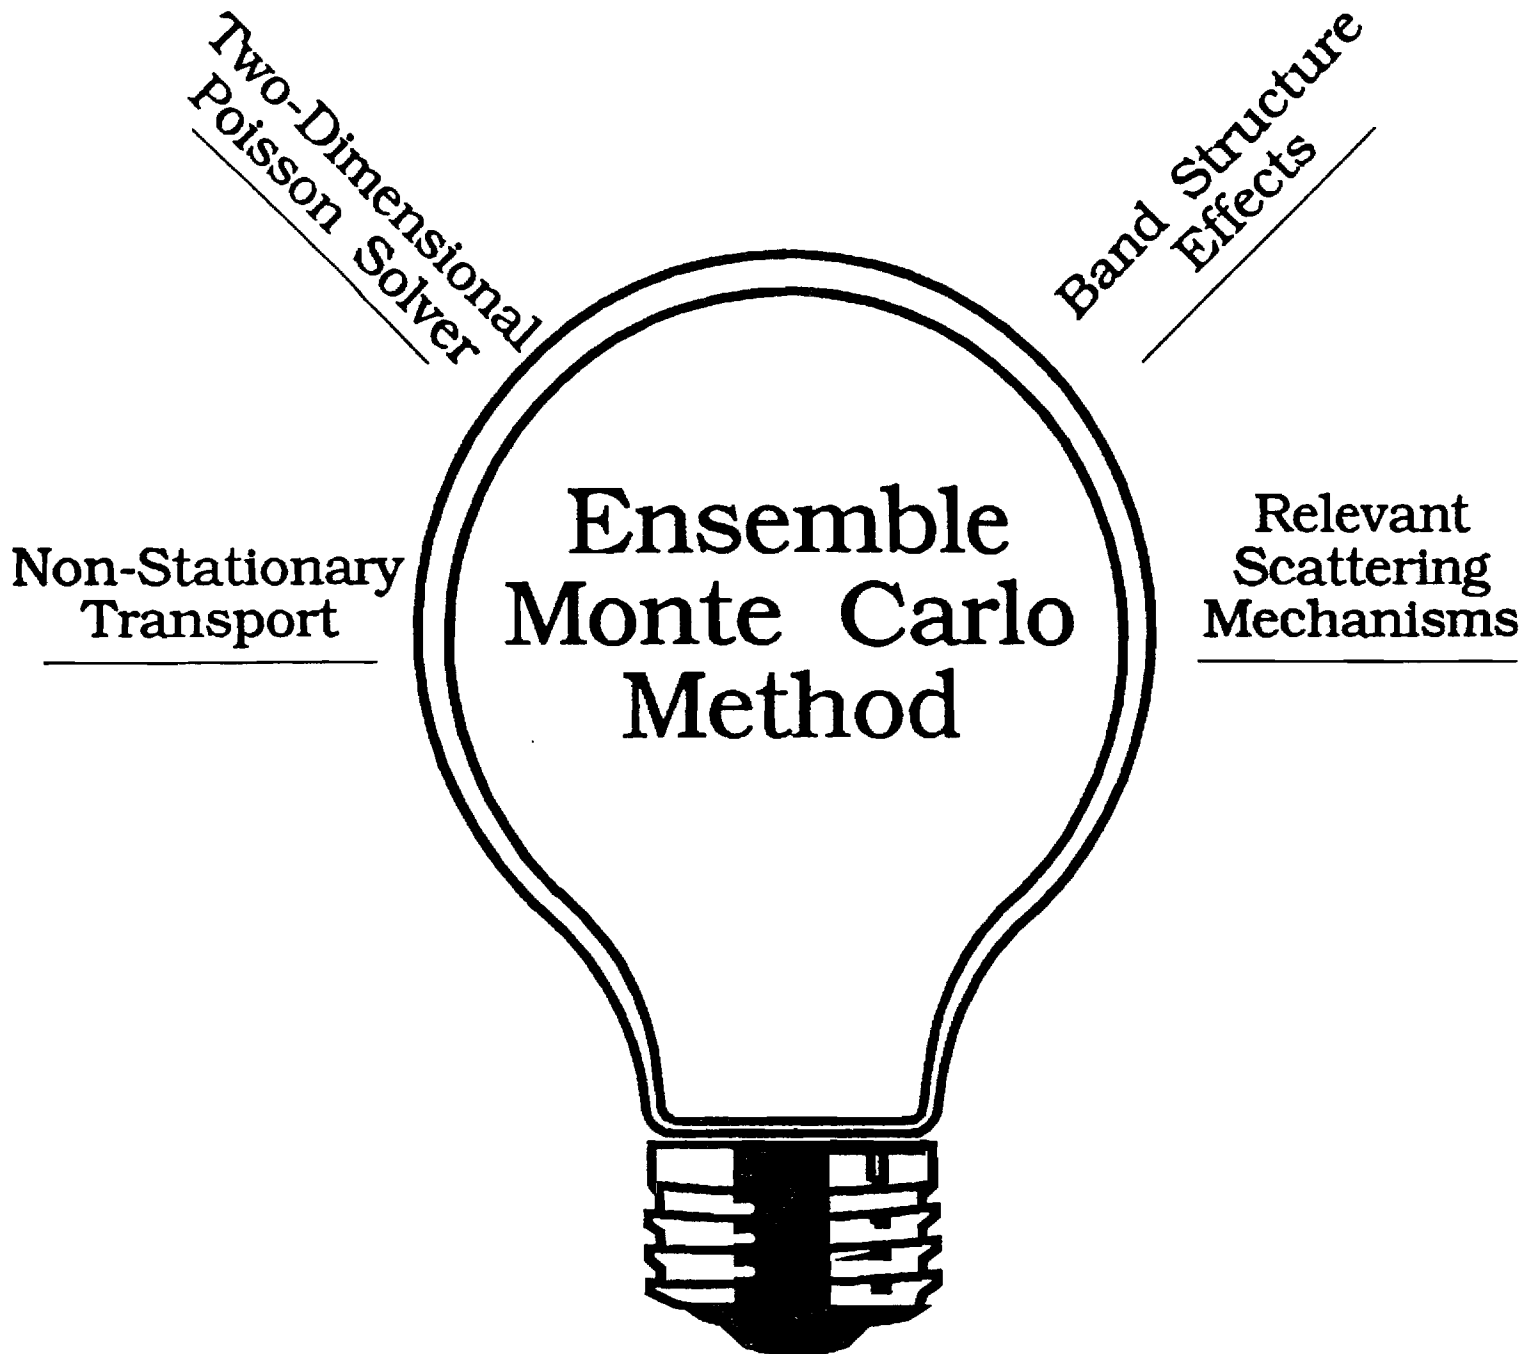 Two-Dimensional
Poisson Solver
Band Structure
Effects
Non-Stationary
Transport
Ensemble
Monte Carlo
Method
Relevant
Scattering
Mechanisms